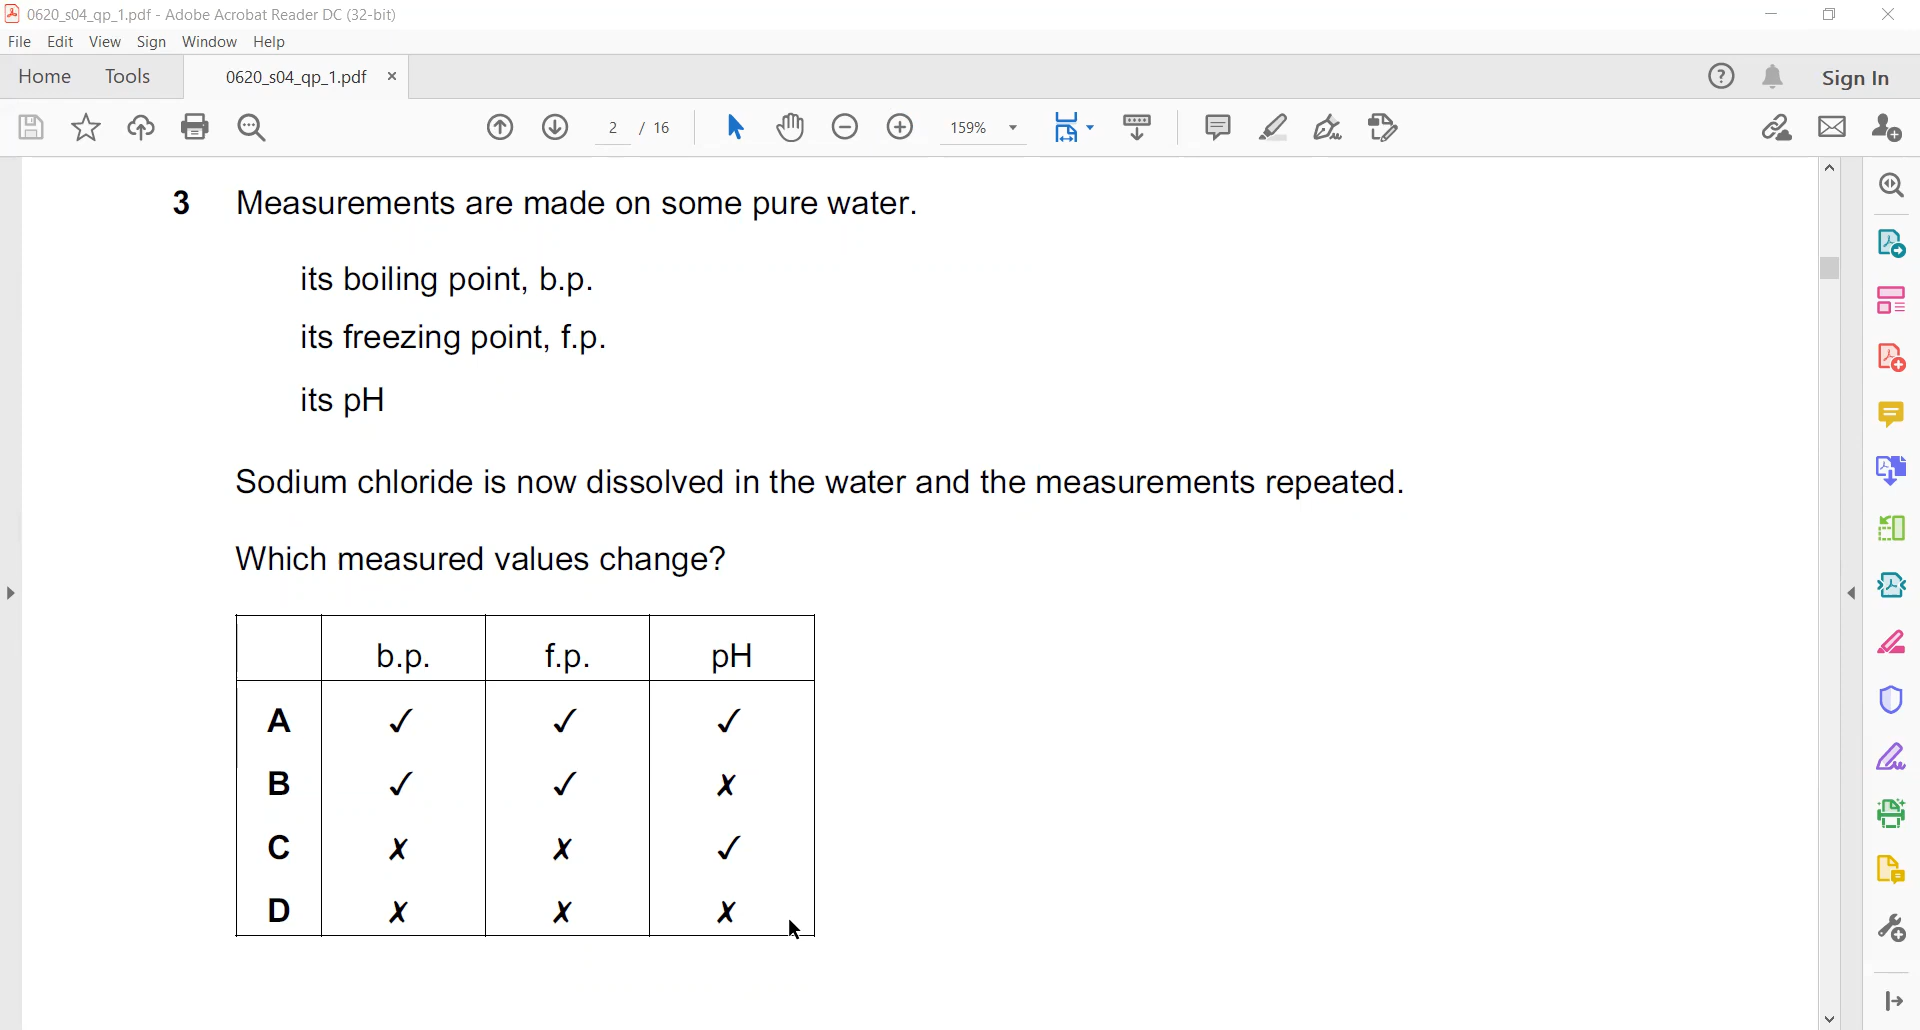 0620_s04_qp_1.pdf - Adobe Acrobat Reader DC (32-bit)
File Edit View Sign Window Help
Home Tools 0620_s04_qp_1.pdf × Sign In
2 / 16 159%
3 Measurements are made on some pure water.
its boiling point, b.p.
its freezing point, f.p.
its pH
Sodium chloride is now dissolved in the water and the measurements repeated.
Which measured values change?
b.p. f.p. pH
A ✓ ✓ ✓
B ✓ ✓ ✗
C ✗ ✗ ✓
D ✗ ✗ ✗